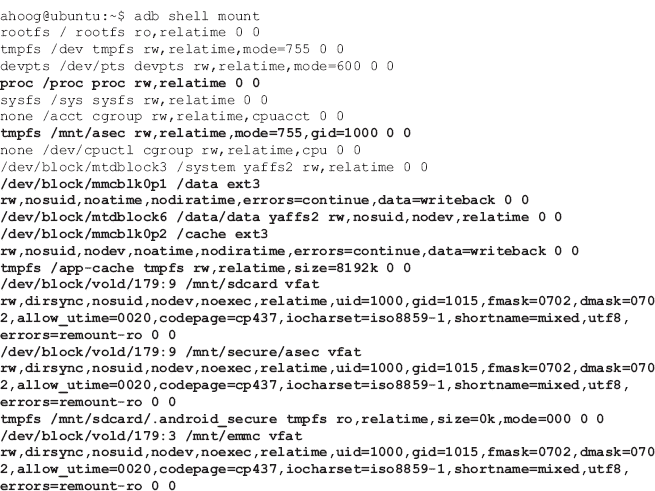 ahoog@ubuntu:~$ adb shell mount
rootfs / rootfs ro,relatime 0 0
tmpfs /dev tmpfs rw,relatime,mode=755 0 0
devpts /dev/pts devpts rw,relatime,mode=600 0 0
proc /proc proc rw,relatime 0 0
sysfs /sys sysfs rw,relatime 0 0
none /acct cgroup rw,relatime,cpuacct 0 0
tmpfs /mnt/asec rw,relatime,mode=755,gid=1000 0 0
none /dev/cpuctl cgroup rw,relatime,cpu 0 0
/dev/block/mtdblock3 /system yaffs2 rw,relatime 0 0
/dev/block/mmcblk0p1 /data ext3
rw,nosuid,noatime,nodiratime,errors=continue,data=writeback 0 0
/dev/block/mtdblock6 /data/data yaffs2 rw,nosuid,nodev,relatime 0 0
/dev/block/mmcblk0p2 /cache ext3
rw,nosuid,nodev,noatime,nodiratime,errors=continue,data=writeback 0 0
tmpfs /app-cache tmpfs rw,relatime,size=8192k 0 0
/dev/block/vold/179:9 /mnt/sdcard vfat
rw,dirsync,nosuid,nodev,noexec,relatime,uid=1000,gid=1015,fmask=0702,dmask=070
2,allow_utime=0020,codepage=cp437,iocharset=iso8859-1,shortname=mixed,utf8,
errors=remount-ro 0 0
/dev/block/vold/179:9 /mnt/secure/asec vfat
rw,dirsync,nosuid,nodev,noexec,relatime,uid=1000,gid=1015,fmask=0702,dmask=070
2,allow_utime=0020,codepage=cp437,iocharset=iso8859-1,shortname=mixed,utf8,
errors=remount-ro 0 0
tmpfs /mnt/sdcard/.android_secure tmpfs ro,relatime,size=0k,mode=000 0 0
/dev/block/vold/179:3 /mnt/emmc vfat
rw,dirsync,nosuid,nodev,noexec,relatime,uid=1000,gid=1015,fmask=0702,dmask=070
2,allow_utime=0020,codepage=cp437,iocharset=iso8859-1,shortname=mixed,utf8,
errors=remount-ro 0 0